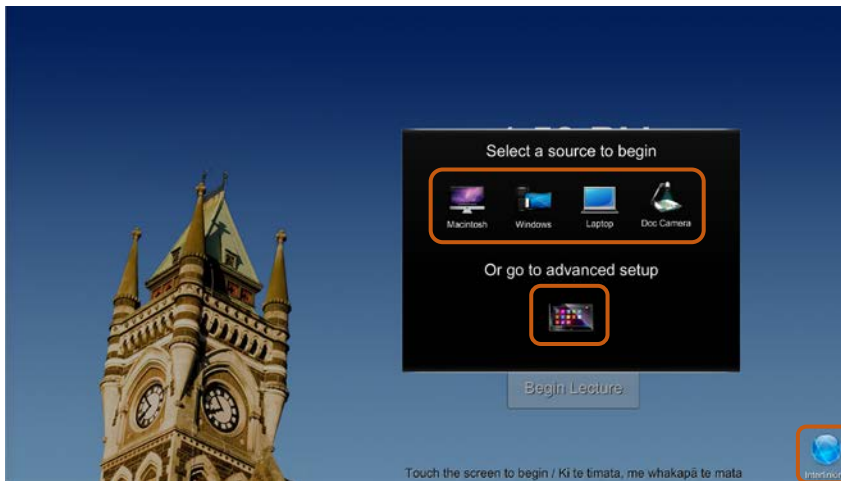 Select a source to begin
Macintosh Windows Laptop Doc Camera
Or go to advanced setup
Begin Lecture
Touch the screen to begin / Ki te timata, me whakapā te mata